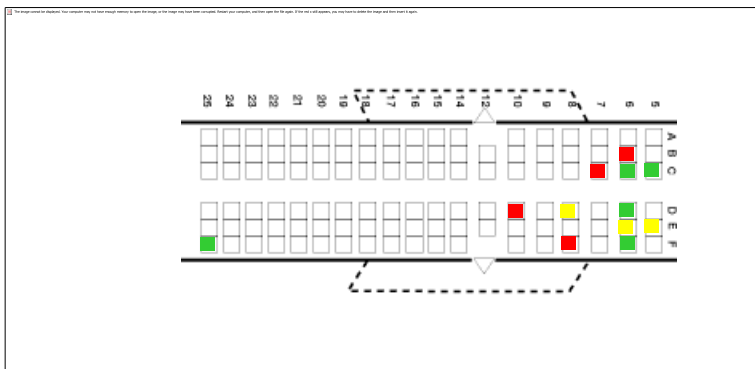 The image cannot be displayed. Your computer may not have enough memory to open the image, or the image may have been corrupted. Restart your computer, and then open the file again. If the red x still appears, you may have to delete the image and then insert it again.
25 24 23 22 21 20 19 18 17 16 15 14 12 10 9 8 7 6 5
A
B
C
D
E
F